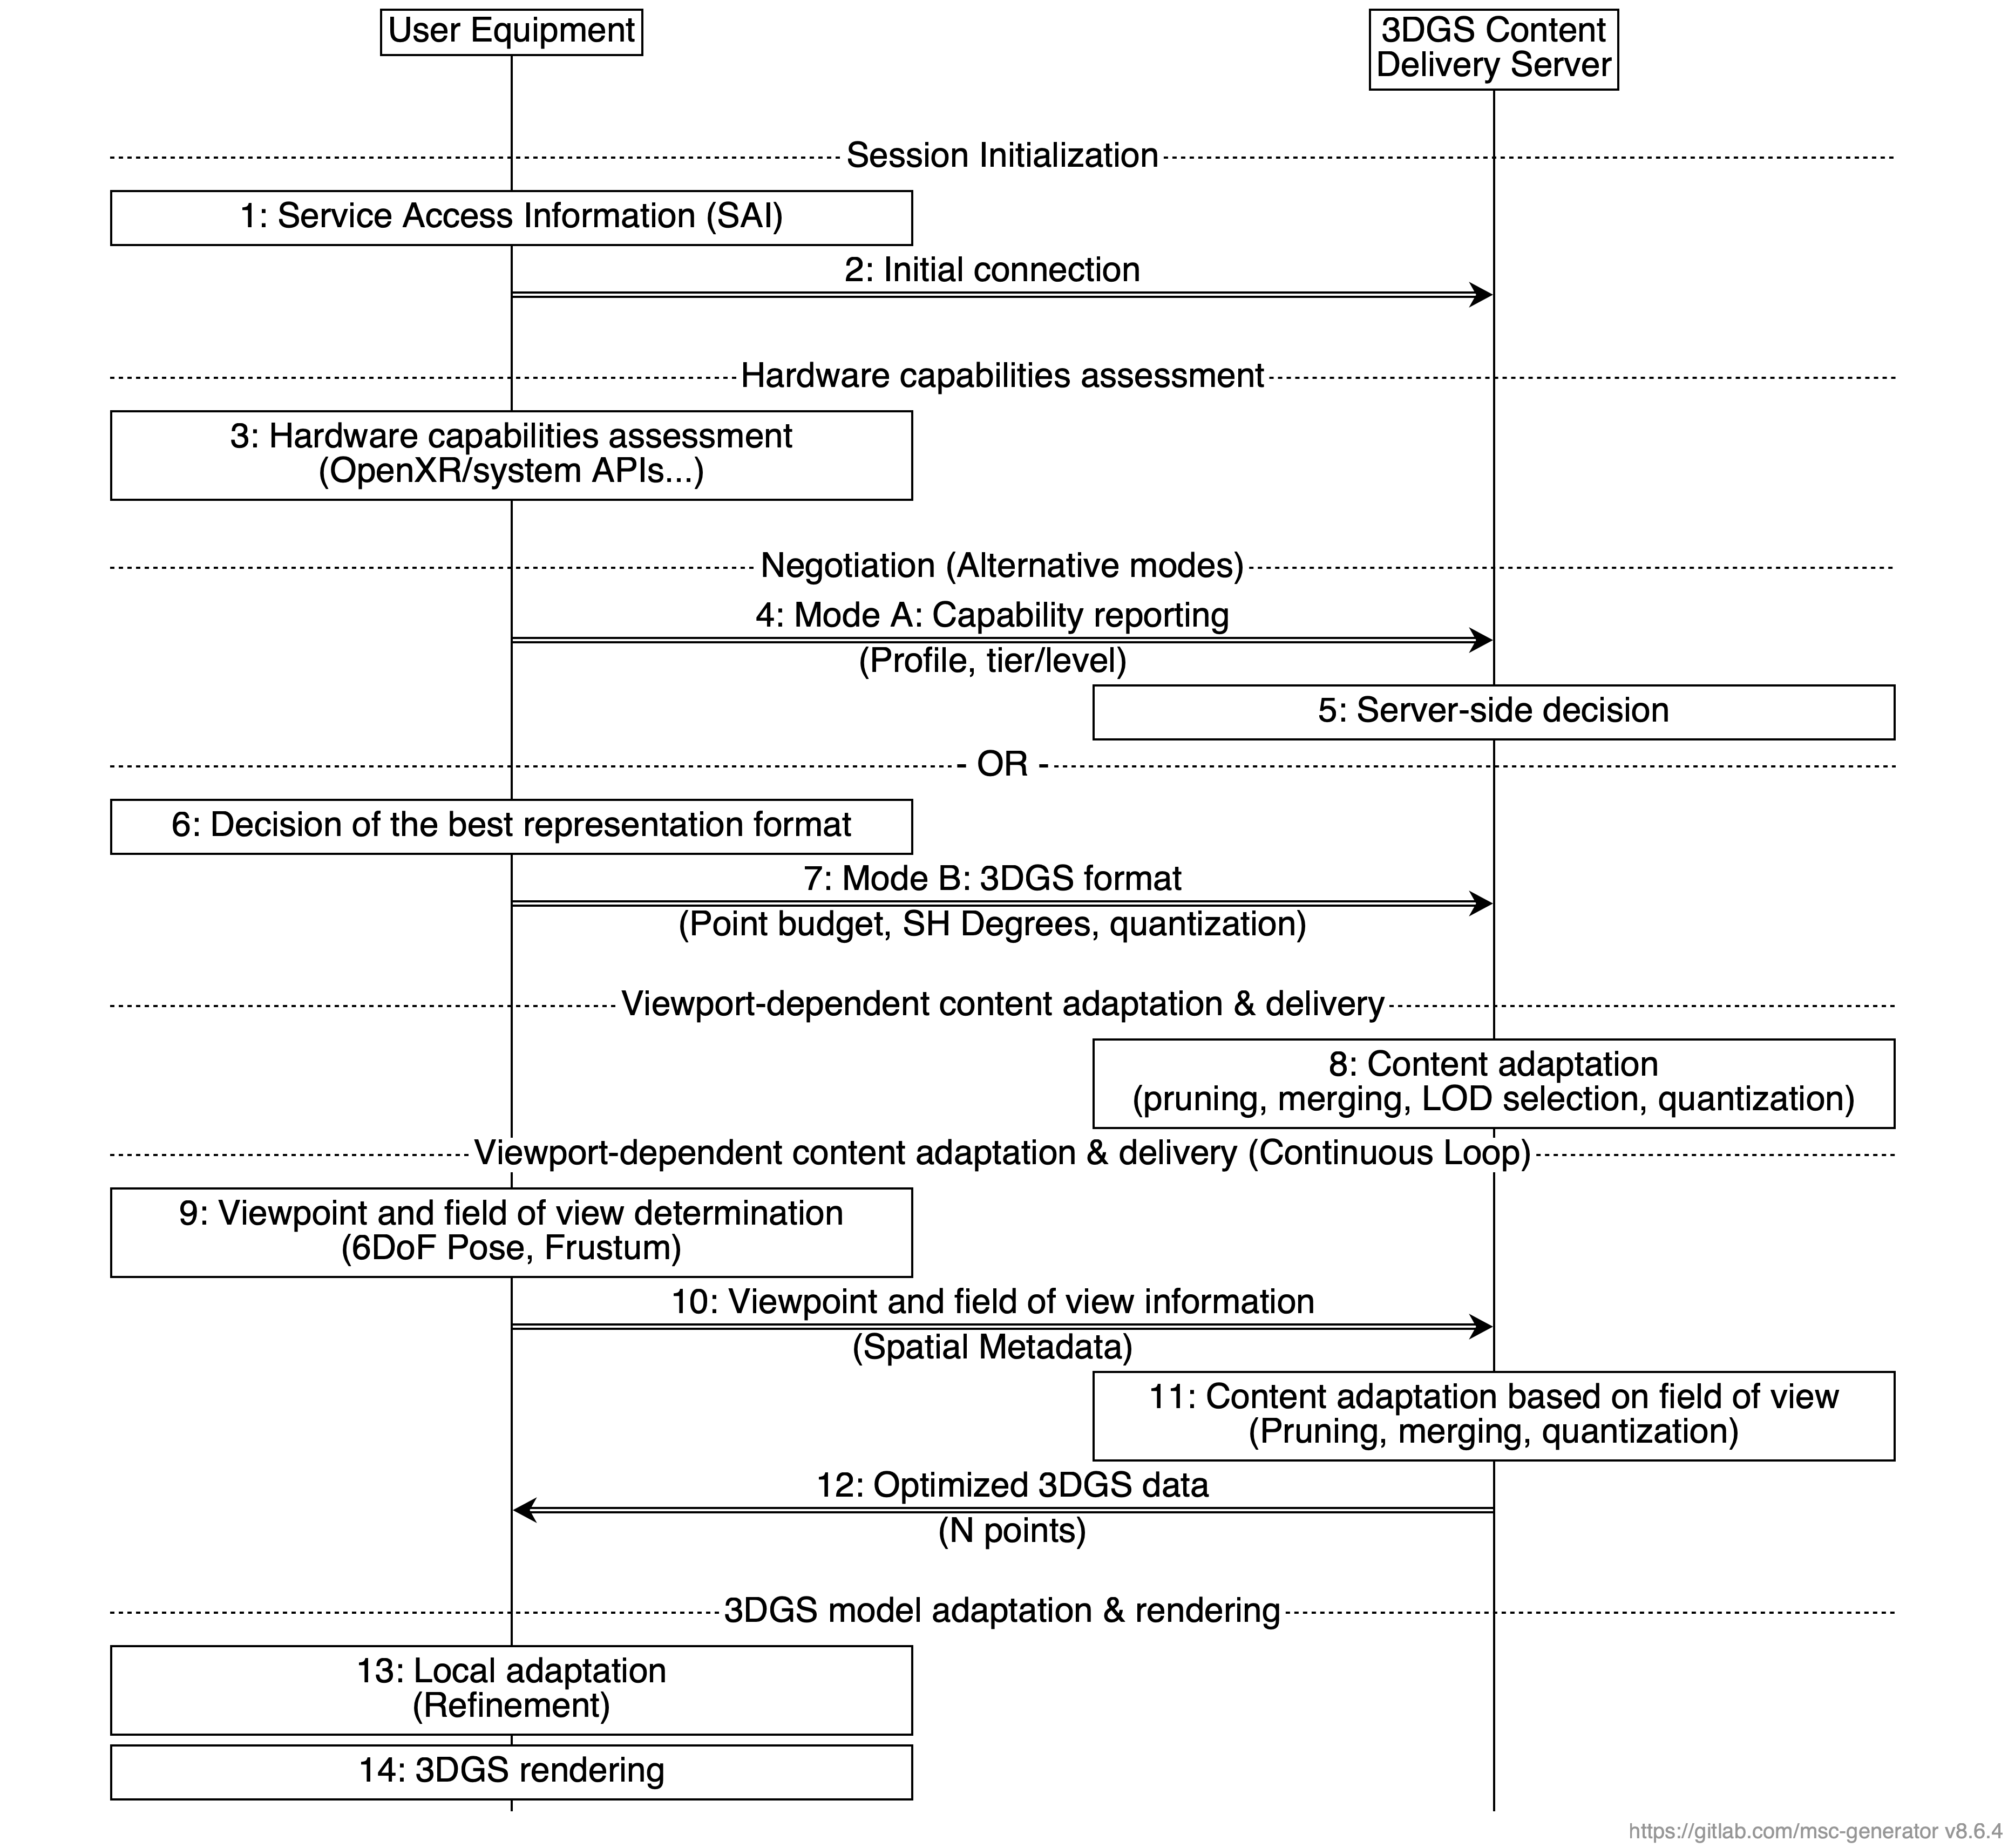 User Equipment
3DGS Content
Delivery Server
Session Initialization
1: Service Access Information (SAI)
2: Initial connection
Hardware capabilities assessment
3: Hardware capabilities assessment
(OpenXR/system APIs...)
Negotiation (Alternative modes)
4: Mode A: Capability reporting
(Profile, tier/level)
5: Server-side decision
- OR -
6: Decision of the best representation format
7: Mode B: 3DGS format
(Point budget, SH Degrees, quantization)
Viewport-dependent content adaptation & delivery
8: Content adaptation
(pruning, merging, LOD selection, quantization)
Viewport-dependent content adaptation & delivery (Continuous Loop)
9: Viewpoint and field of view determination
(6DoF Pose, Frustum)
10: Viewpoint and field of view information
(Spatial Metadata)
11: Content adaptation based on field of view
(Pruning, merging, quantization)
12: Optimized 3DGS data
(N points)
3DGS model adaptation & rendering
13: Local adaptation
(Refinement)
14: 3DGS rendering
https://gitlab.com/msc-generator v8.6.4